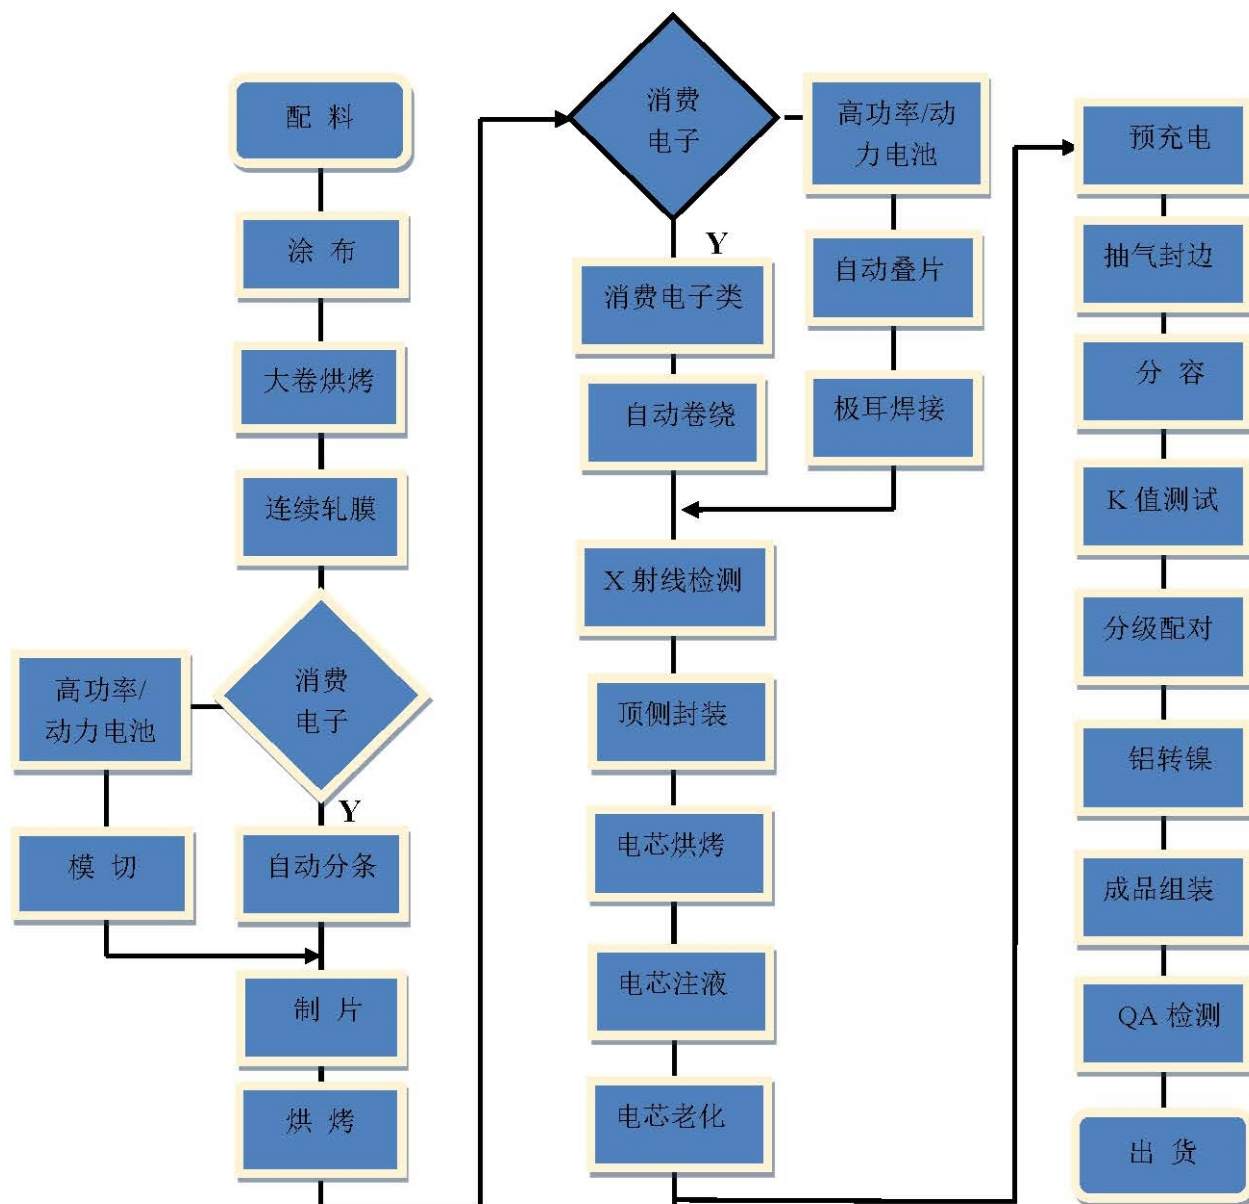 配 料
涂 布
大卷烘烤
连续轧膜
消费
电子
高功率/
动力电池
Y
模 切
自动分条
制 片
烘 烤
消费
电子
高功率/动
力电池
Y
消费电子类
自动叠片
自动卷绕
极耳焊接
X 射线检测
顶侧封装
电芯烘烤
电芯注液
电芯老化
预充电
抽气封边
分 容
K 值测试
分级配对
铝转镍
成品组装
QA 检测
出 货